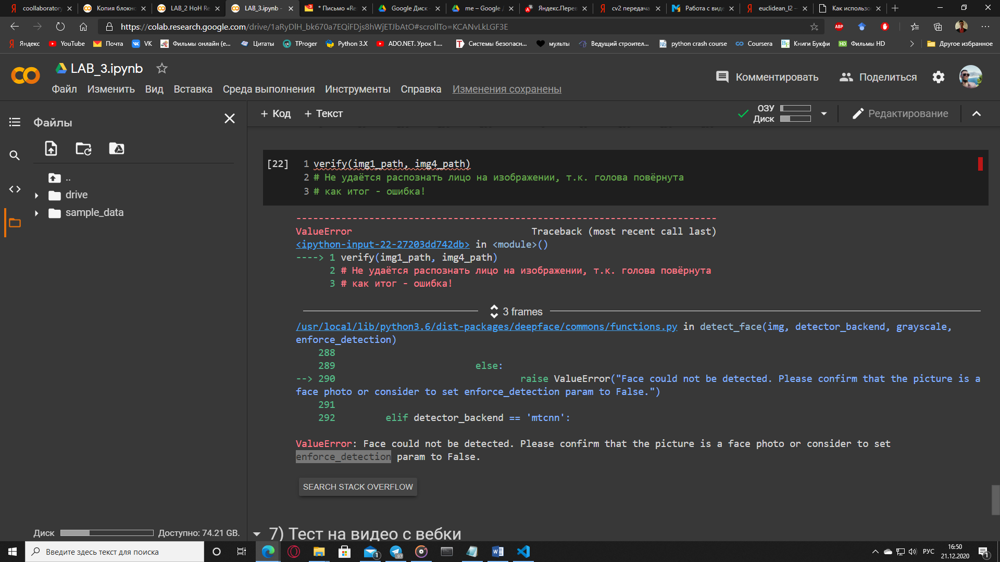 coollaboratory
Копия блокно
LAB_2 HoH Re
LAB_3.ipynb -
* Письмо «Re
Google Диск -
me – Google Д
Яндекс.Перев
cv2 передача
Работа с виде
euclidean_l2 –
Как использо
https://colab.research.google.com/drive/1aRyDlH_bk670a7EQiFDjs8hWjETJbAtO#scrollTo=KCANvLkLGF3E
ABP
Яндекс
YouTube
Почта
VK
Фильмы онлайн (е...
Цитаты
TProger
Python 3.X
ADO.NET. Урок 1....
Системы безопасн...
мульты
Ведущий строител...
python crash course
Coursera
Книги Букфи
Фильмы HD
Другое избранное
LAB_3.ipynb
Файл Изменить Вид Вставка Среда выполнения Инструменты Справка Изменения сохранены
Комментировать
Поделиться
+ Код + Текст
ОЗУ
Диск
Редактирование
Файлы
..
drive
sample_data
Диск Доступно: 74.21 GB.
[22] 1 verify(img1_path, img4_path)
2 # Не удаётся распознать лицо на изображении, т.к. голова повёрнута
3 # как итог - ошибка!
---------------------------------------------------------------------------
ValueError Traceback (most recent call last)
<ipython-input-22-27203dd742db> in <module>()
----> 1 verify(img1_path, img4_path)
2 # Не удаётся распознать лицо на изображении, т.к. голова повёрнута
3 # как итог - ошибка!
3 frames
/usr/local/lib/python3.6/dist-packages/deepface/commons/functions.py in detect_face(img, detector_backend, grayscale,
enforce_detection)
288
289 else:
--> 290 raise ValueError("Face could not be detected. Please confirm that the picture is a
face photo or consider to set enforce_detection param to False.")
291
292 elif detector_backend == 'mtcnn':
ValueError: Face could not be detected. Please confirm that the picture is a face photo or consider to set
enforce_detection param to False.
SEARCH STACK OVERFLOW
7) Тест на видео с вебки
Введите здесь текст для поиска
1
97
РУС
16:50
21.12.2020
1